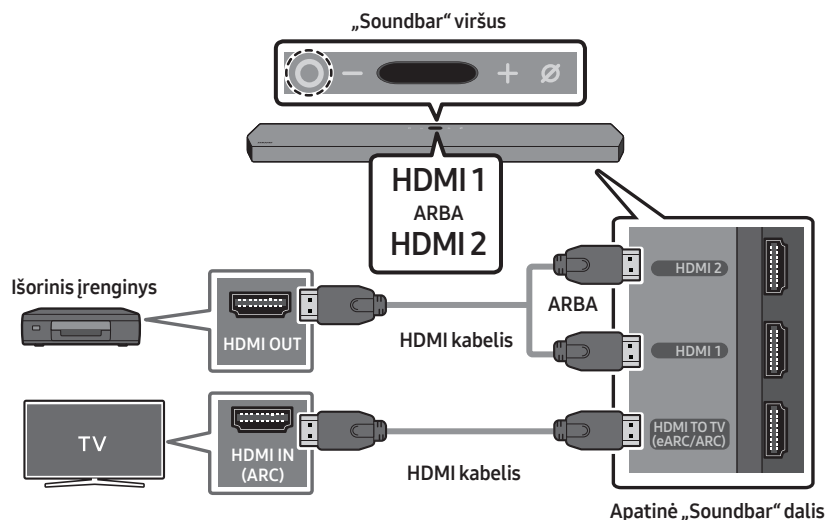 „Soundbar“ viršus
HDMI 1
ARBA
HDMI 2
Išorinis įrenginys
HDMI OUT
HDMI kabelis
ARBA
HDMI 2
HDMI 1
TV
HDMI IN
(ARC)
HDMI kabelis
HDMI TO TV
(eARC/ARC)
Apatinė „Soundbar“ dalis